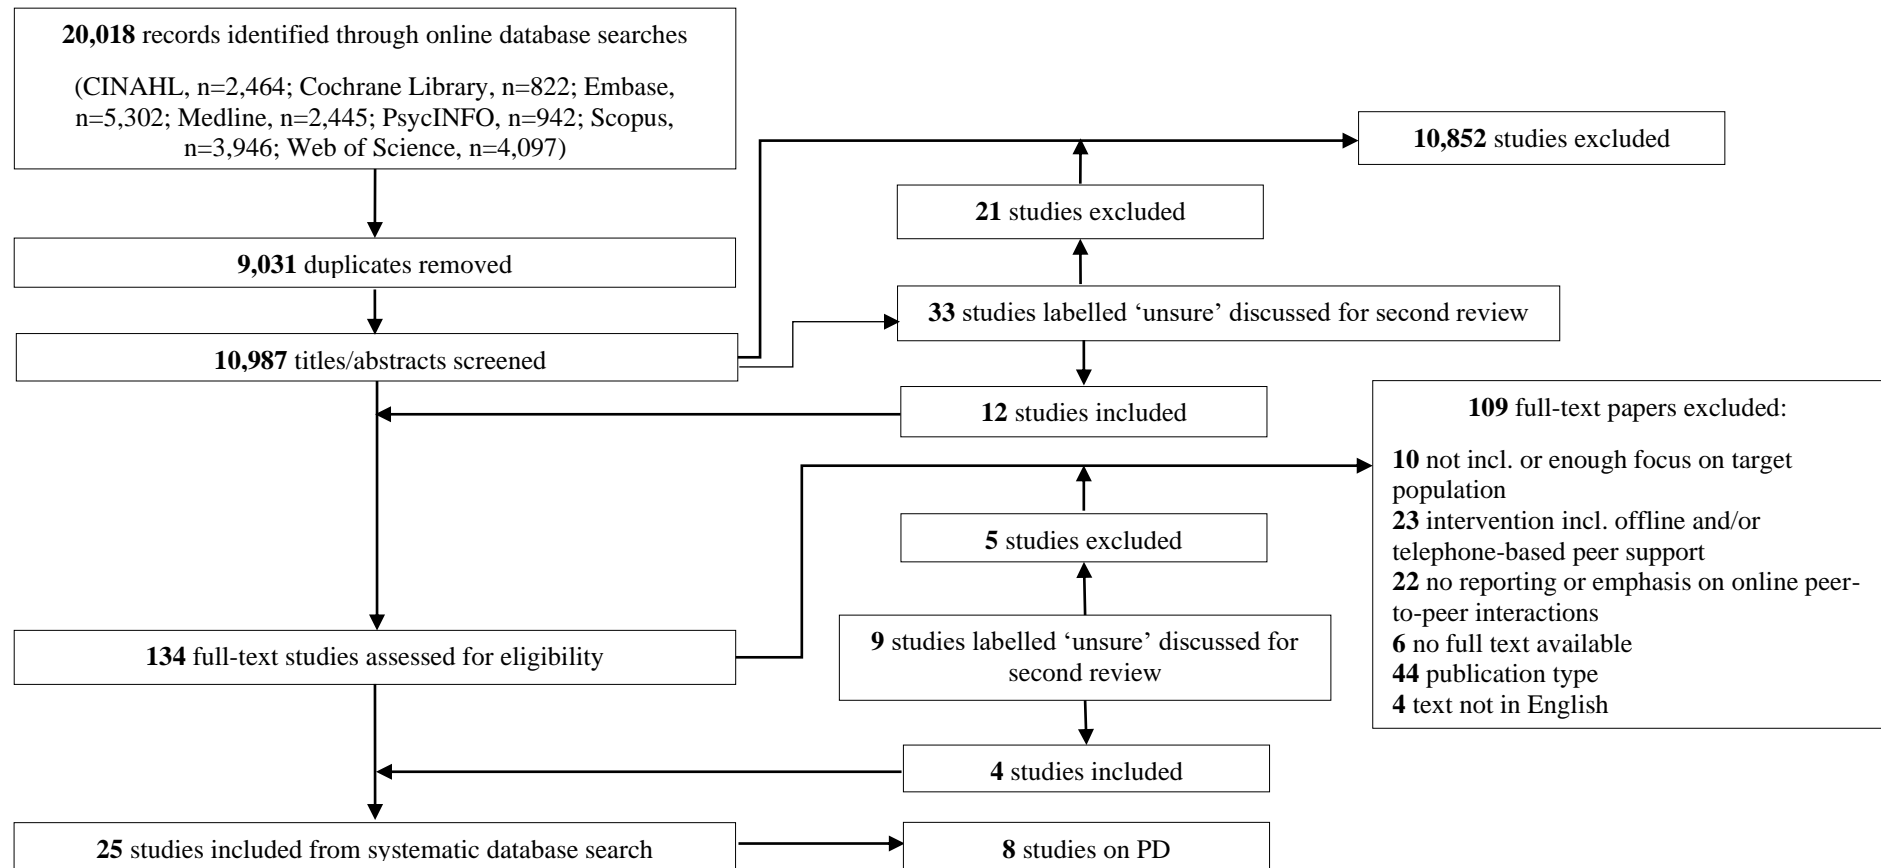 20,018 records identified through online database searches
(CINAHL, n=2,464; Cochrane Library, n=822; Embase,
n=5,302; Medline, n=2,445; PsycINFO, n=942; Scopus,
n=3,946; Web of Science, n=4,097)
10,852 studies excluded
21 studies excluded
9,031 duplicates removed
33 studies labelled ‘unsure’ discussed for second review
10,987 titles/abstracts screened
12 studies included
109 full-text papers excluded:
10 not incl. or enough focus on target
population
23 intervention incl. offline and/or
telephone-based peer support
22 no reporting or emphasis on online peer-
to-peer interactions
6 no full text available
44 publication type
4 text not in English
5 studies excluded
134 full-text studies assessed for eligibility
9 studies labelled ‘unsure’ discussed for
second review
4 studies included
25 studies included from systematic database search
8 studies on PD